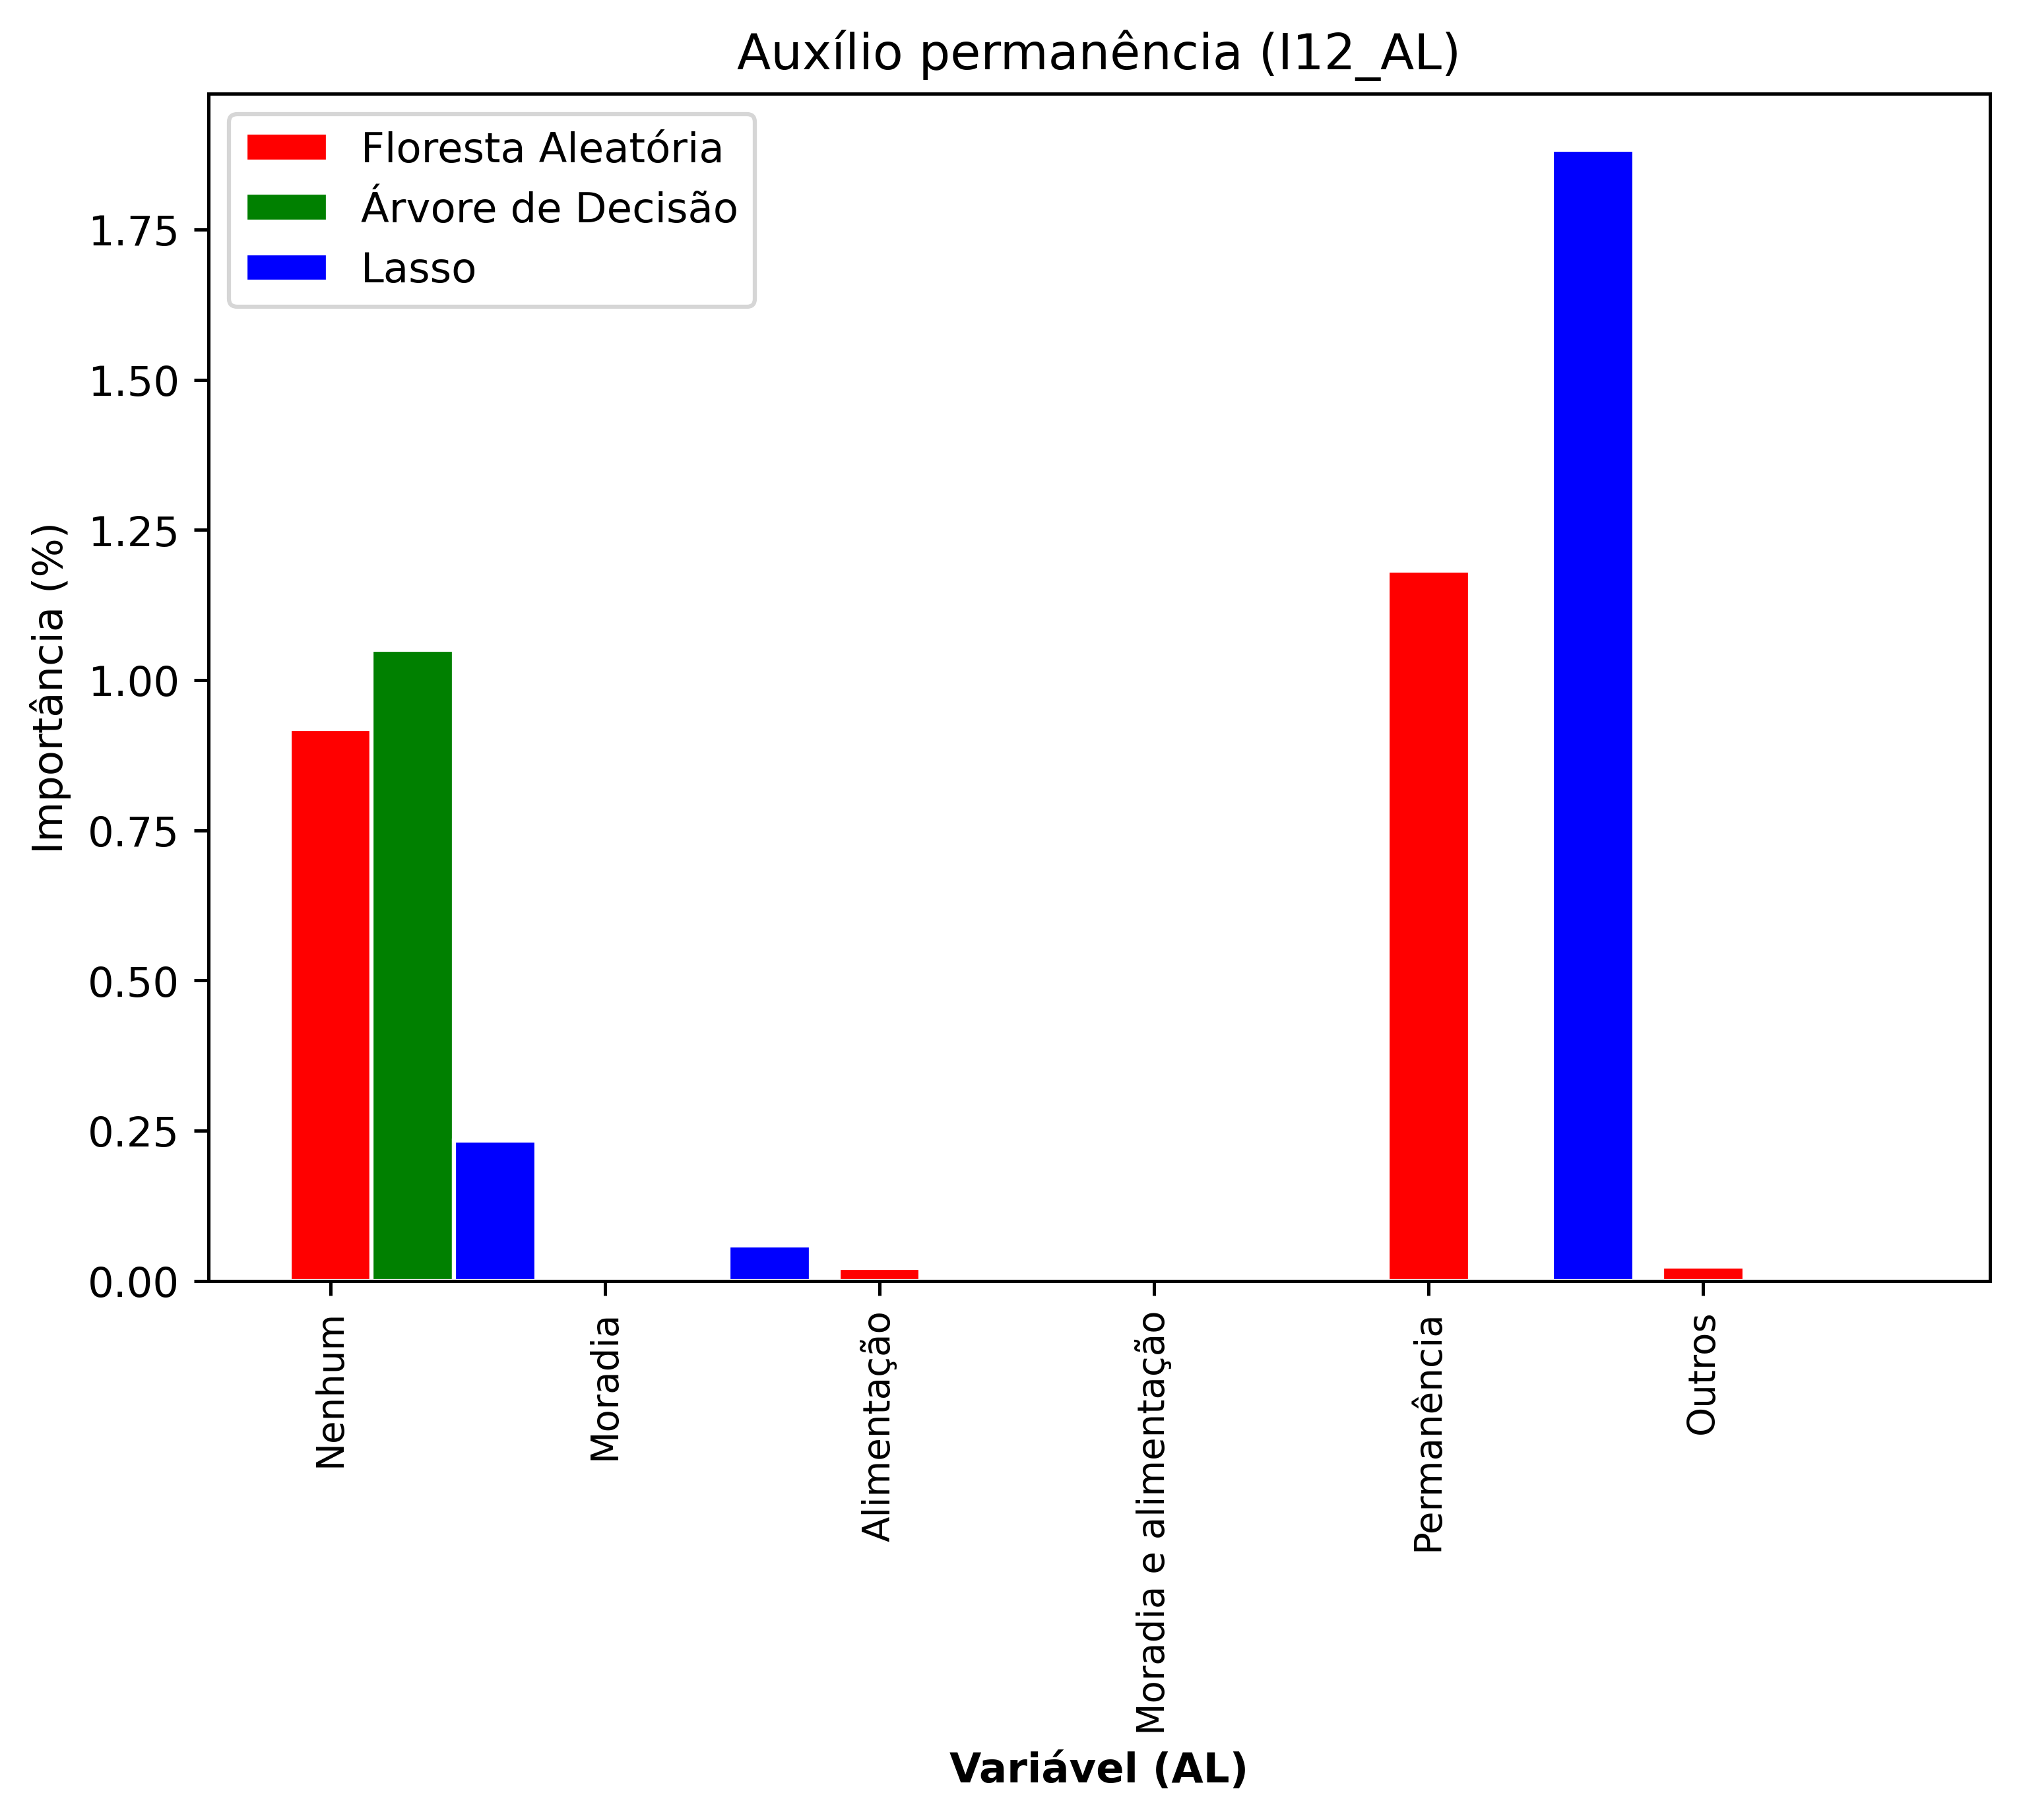 Auxílio permanência (I12_AL)
Floresta Aleatória
Árvore de Decisão
Lasso
Importância (%)
1.75
1.50
1.25
1.00
0.75
0.50
0.25
0.00
Nenhum
Moradia
Alimentação
Moradia e alimentação
Permanência
Outros
Variável (AL)